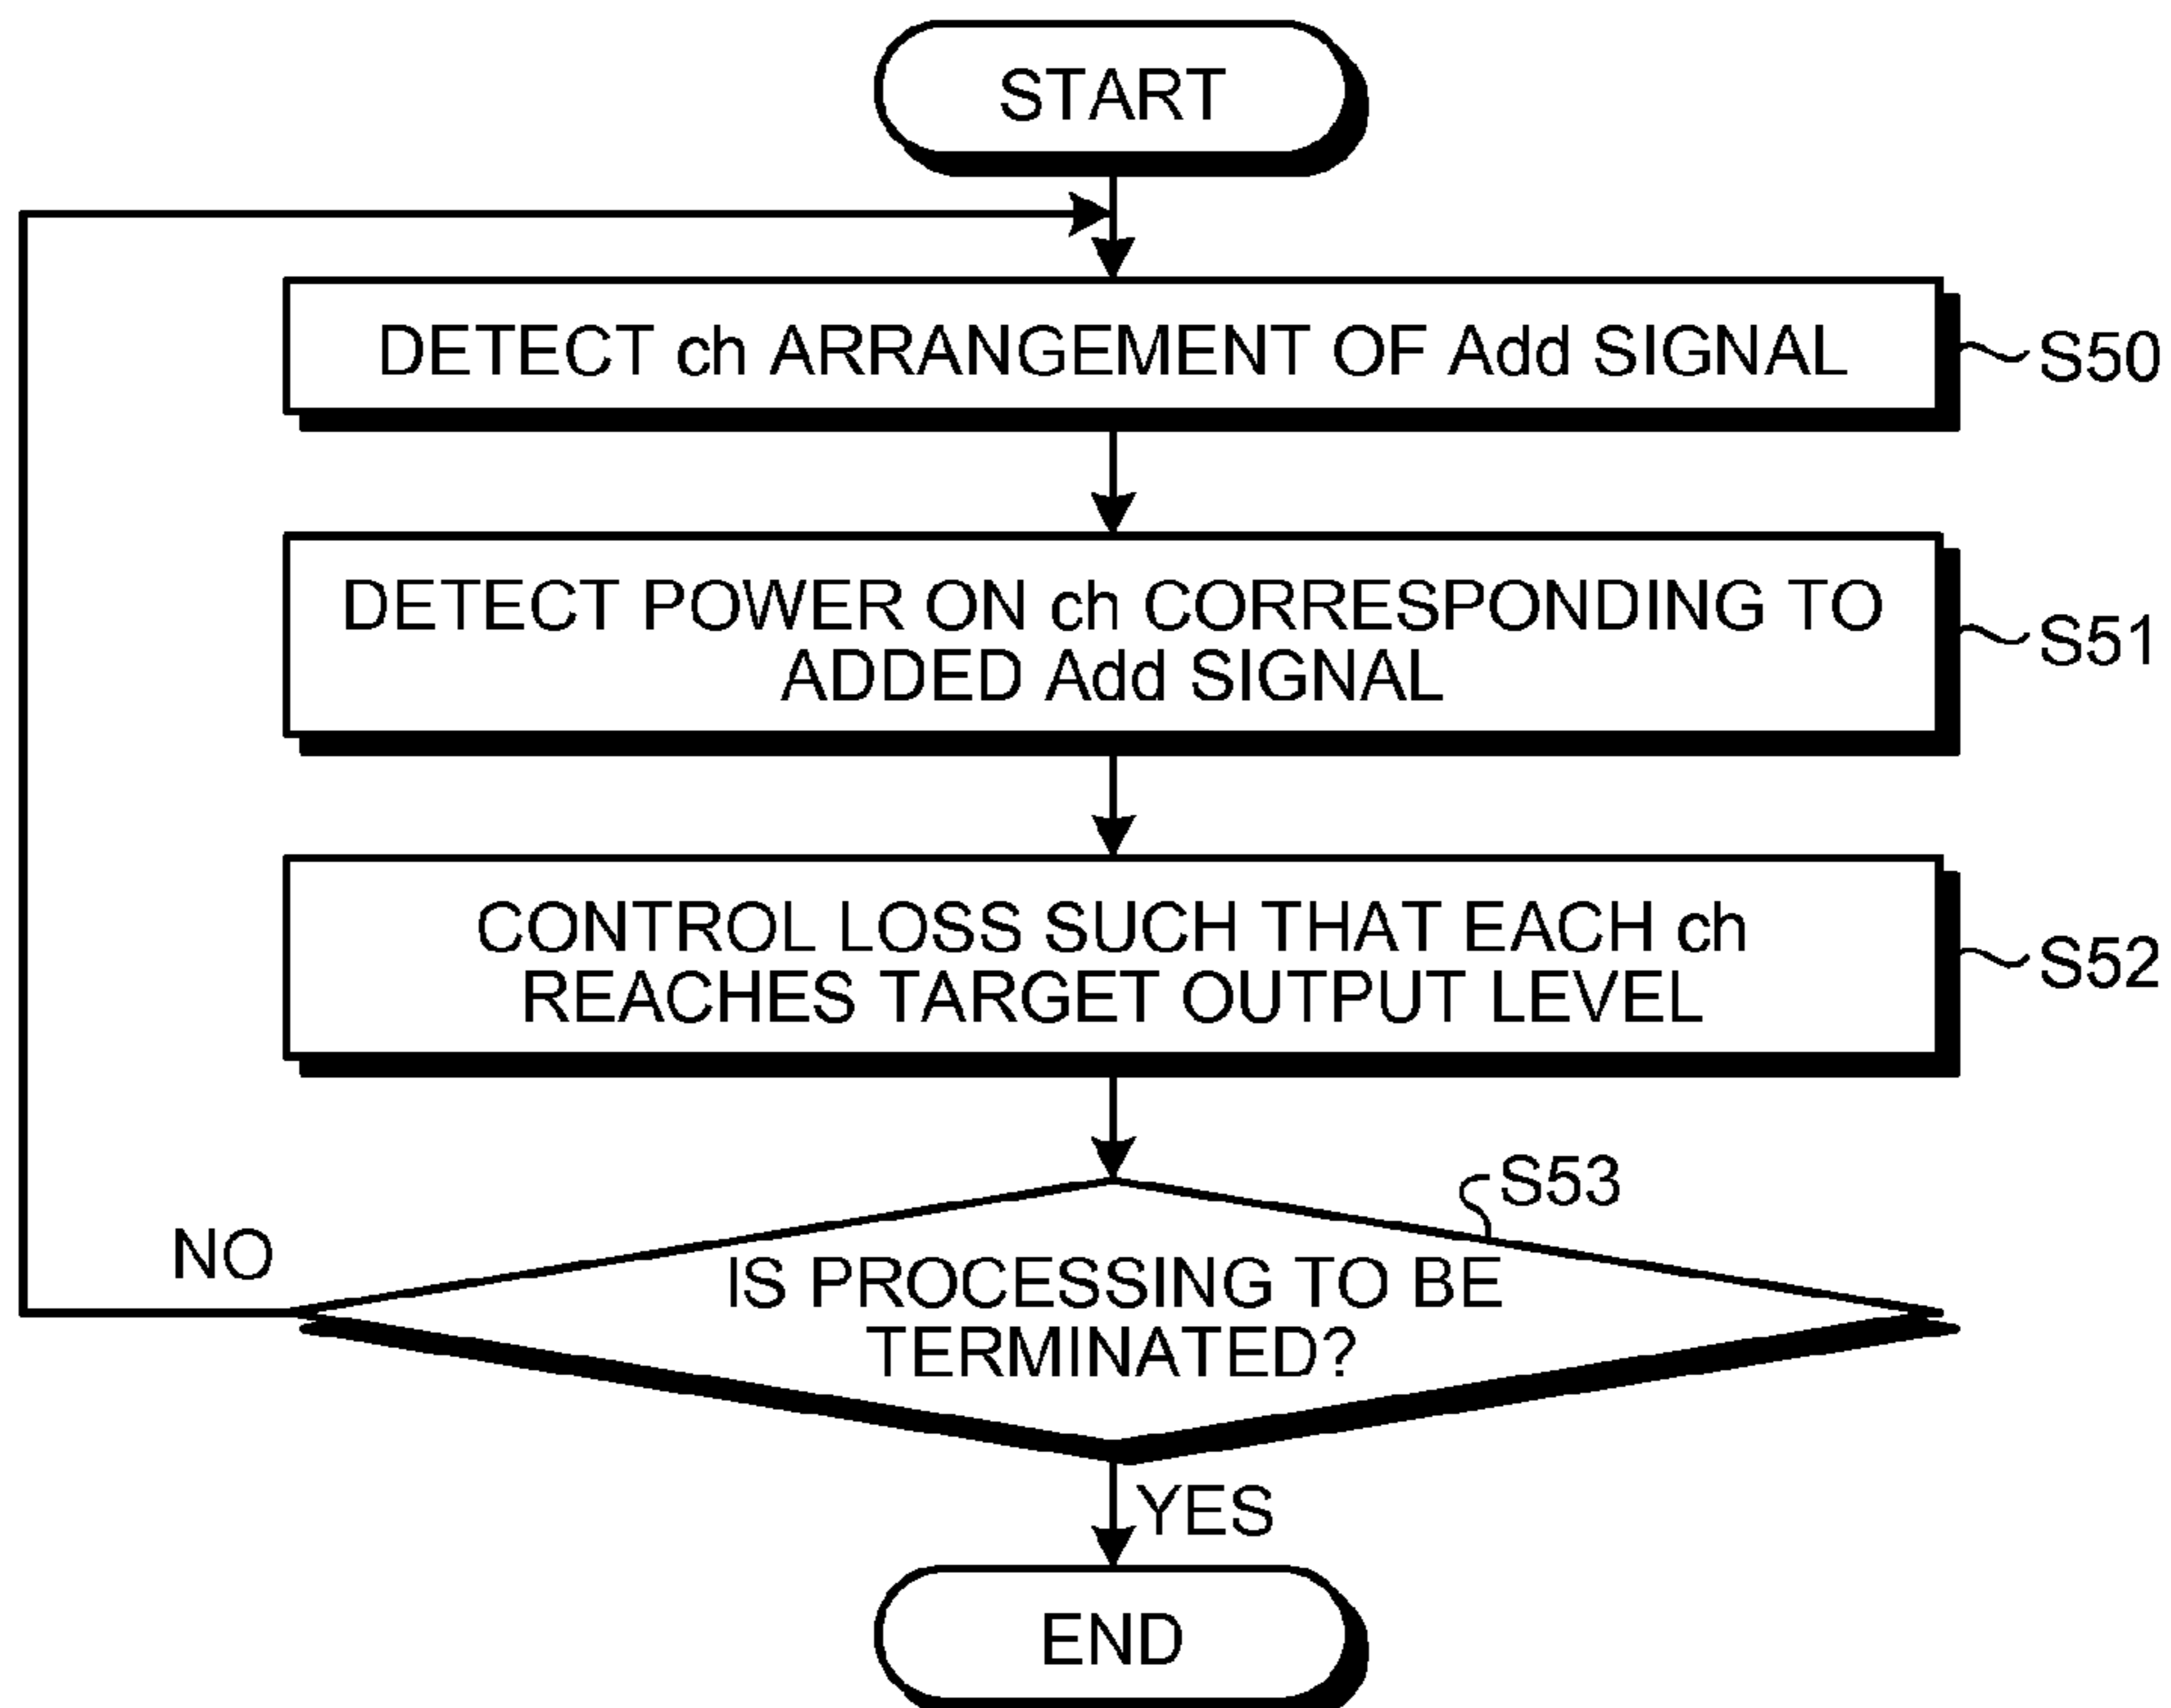 START
DETECT ch ARRANGEMENT OF Add SIGNAL
S50
DETECT POWER ON ch CORRESPONDING TO
ADDED Add SIGNAL
S51
CONTROL LOSS SUCH THAT EACH ch
REACHES TARGET OUTPUT LEVEL
S52
S53
NO
IS PROCESSING TO BE
TERMINATED?
YES
END